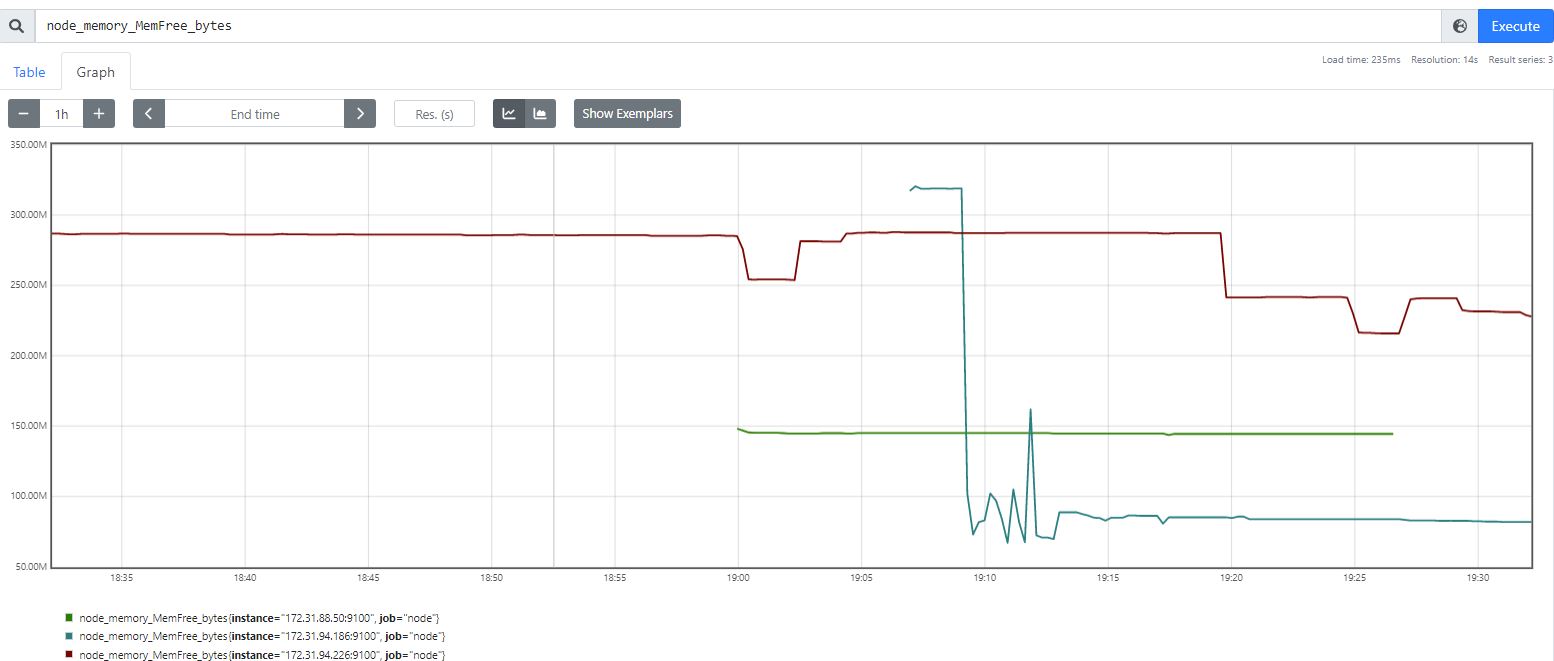 node_memory_MemFree_bytes
Execute
Table
Graph
Load time: 235ms Resolution: 14s Result series: 3
− 1h +
End time
Res. (s)
Show Exemplars
350.00M
300.00M
250.00M
200.00M
150.00M
100.00M
50.00M
18:35 18:40 18:45 18:50 18:55 19:00 19:05 19:10 19:15 19:20 19:25 19:30
node_memory_MemFree_bytes{instance="172.31.88.50:9100", job="node"}
node_memory_MemFree_bytes{instance="172.31.94.186:9100", job="node"}
node_memory_MemFree_bytes{instance="172.31.94.226:9100", job="node"}